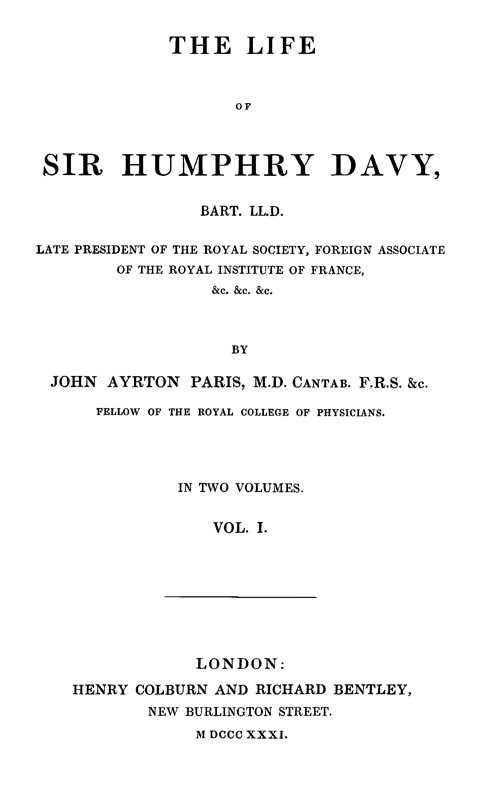 THE LIFE
OF
SIR HUMPHRY DAVY,
BART. LL.D.
LATE PRESIDENT OF THE ROYAL SOCIETY, FOREIGN ASSOCIATE
OF THE ROYAL INSTITUTE OF FRANCE,
&c. &c. &c.
BY
JOHN AYRTON PARIS, M.D. CANTAB. F.R.S. &c.
FELLOW OF THE ROYAL COLLEGE OF PHYSICIANS.
IN TWO VOLUMES.
VOL. I.
LONDON:
HENRY COLBURN AND RICHARD BENTLEY,
NEW BURLINGTON STREET.
M DCCC XXXI.